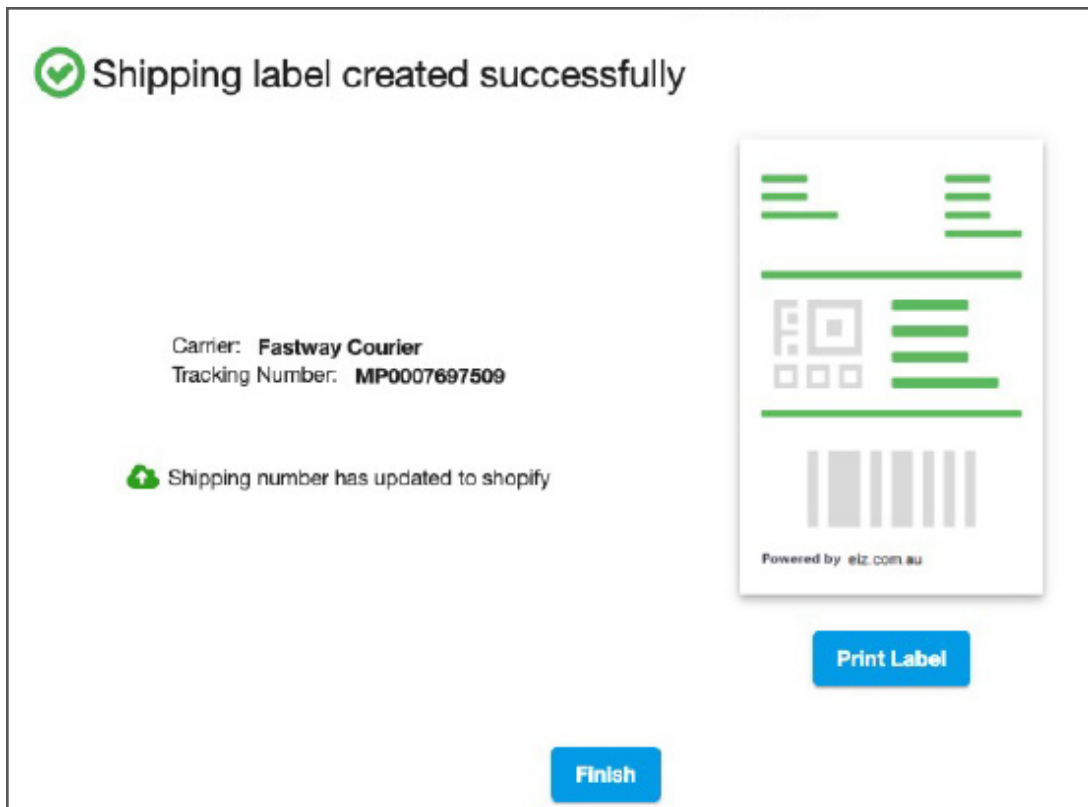 Shipping label created successfully
Carrier: Fastway Courier
Tracking Number: MP0007697509
Shipping number has updated to shopify
Powered by eiz.com.au
Print Label
Finish